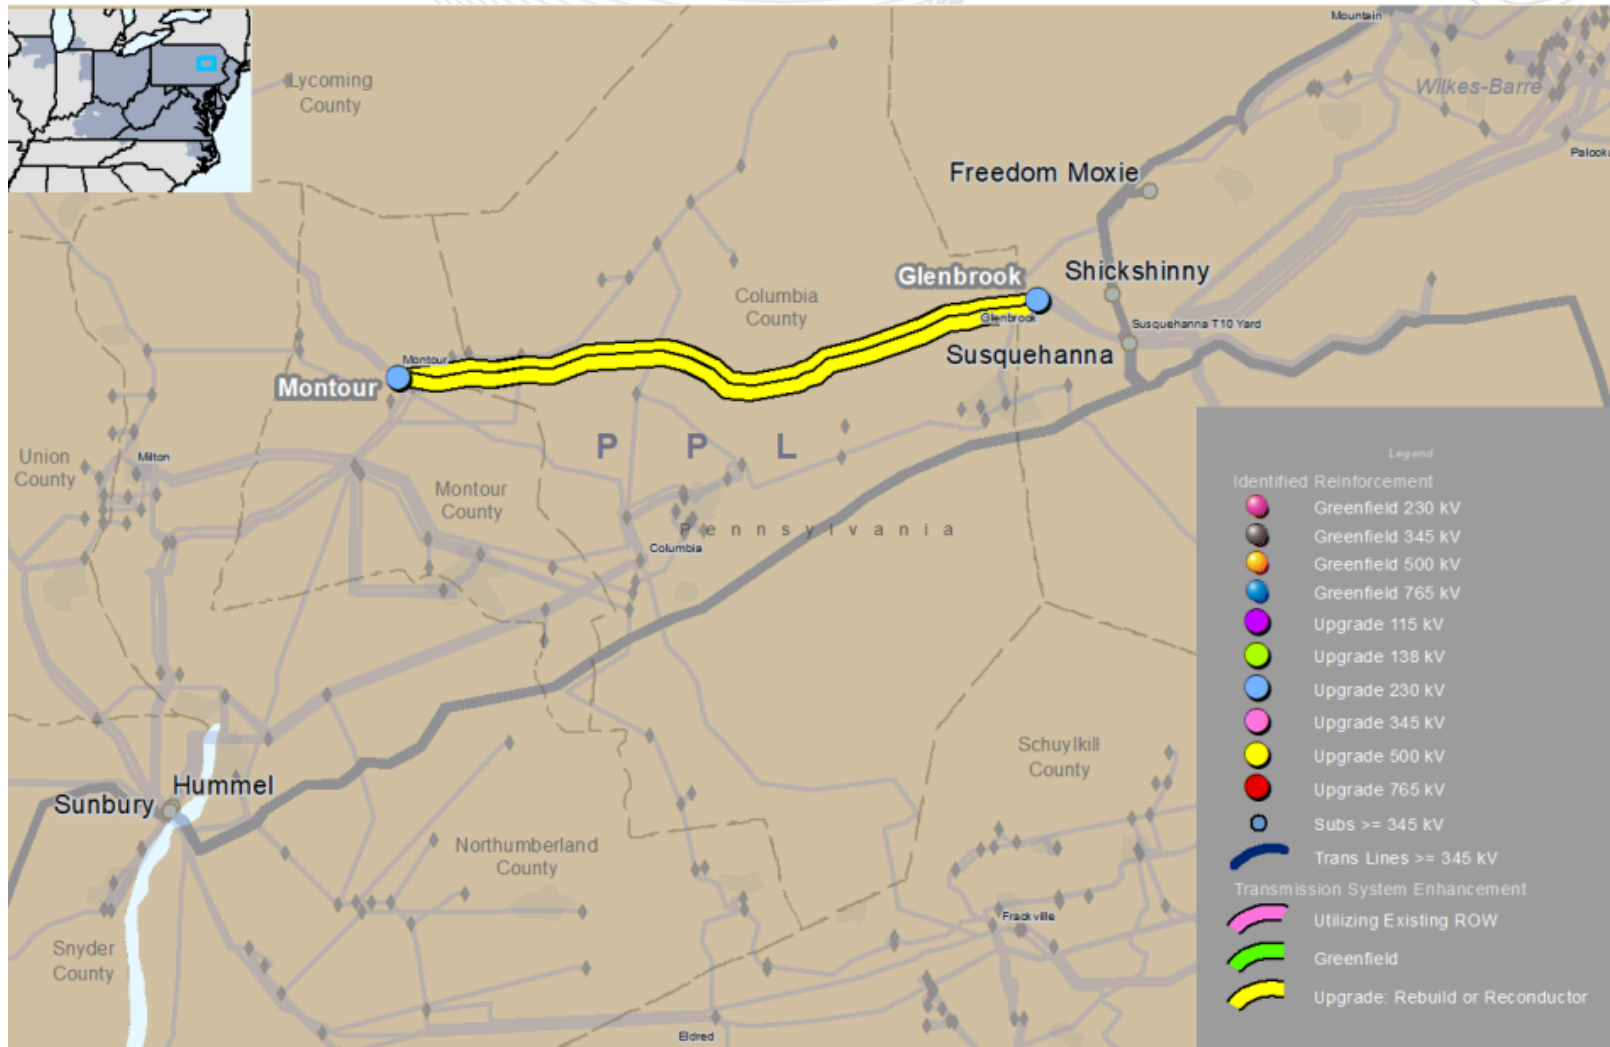 Mountain
Lycoming
County
Wilkes-Barre
Freedom Moxie
Glenbrook
Shickshinny
Columbia
County
Glenbrook
Susquehanna T10 Yard
Susquehanna
Montour
Montour
P P L
Union
County
Milton
Montour
County
Pennsylvania
Columbia
Schuylkill
County
Hummel
Sunbury
Northumberland
County
Frackville
Snyder
County
Eldred
Legend
Identified Reinforcement
Greenfield 230 kV
Greenfield 345 kV
Greenfield 500 kV
Greenfield 765 kV
Upgrade 115 kV
Upgrade 138 kV
Upgrade 230 kV
Upgrade 345 kV
Upgrade 500 kV
Upgrade 765 kV
Subs >= 345 kV
Trans Lines >= 345 kV
Transmission System Enhancement
Utilizing Existing ROW
Greenfield
Upgrade: Rebuild or Reconductor